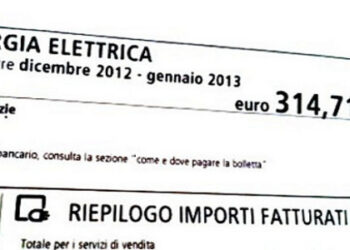 RGIA ELETTRICA
re dicembre 2012 - gennaio 2013
euro 314,71
zie
bancario, consulta la sezione "come e dove pagare la bolletta"
RIEPILOGO IMPORTI FATTURATI
Totale per i servizi di vendita